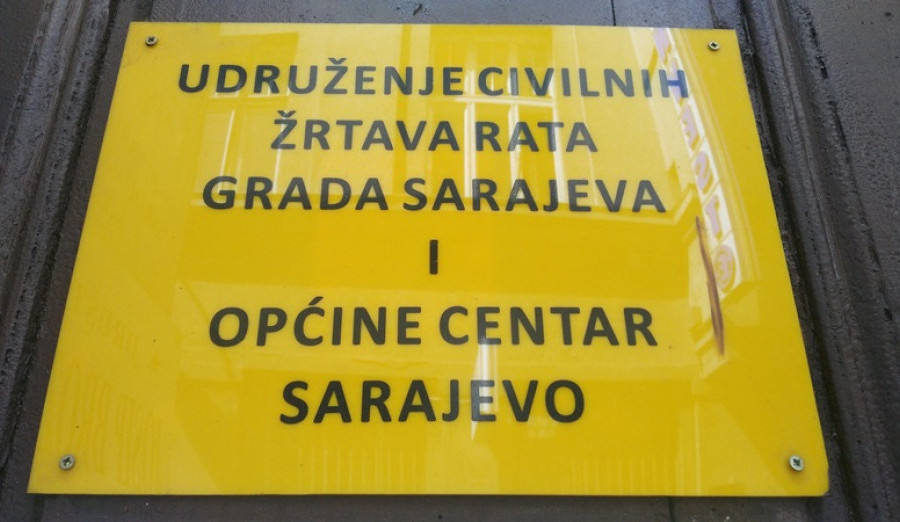 UDRUŽENJE CIVILNIH
ŽRTAVA RATA
GRADA SARAJEVA
I
OPĆINE CENTAR
SARAJEVO